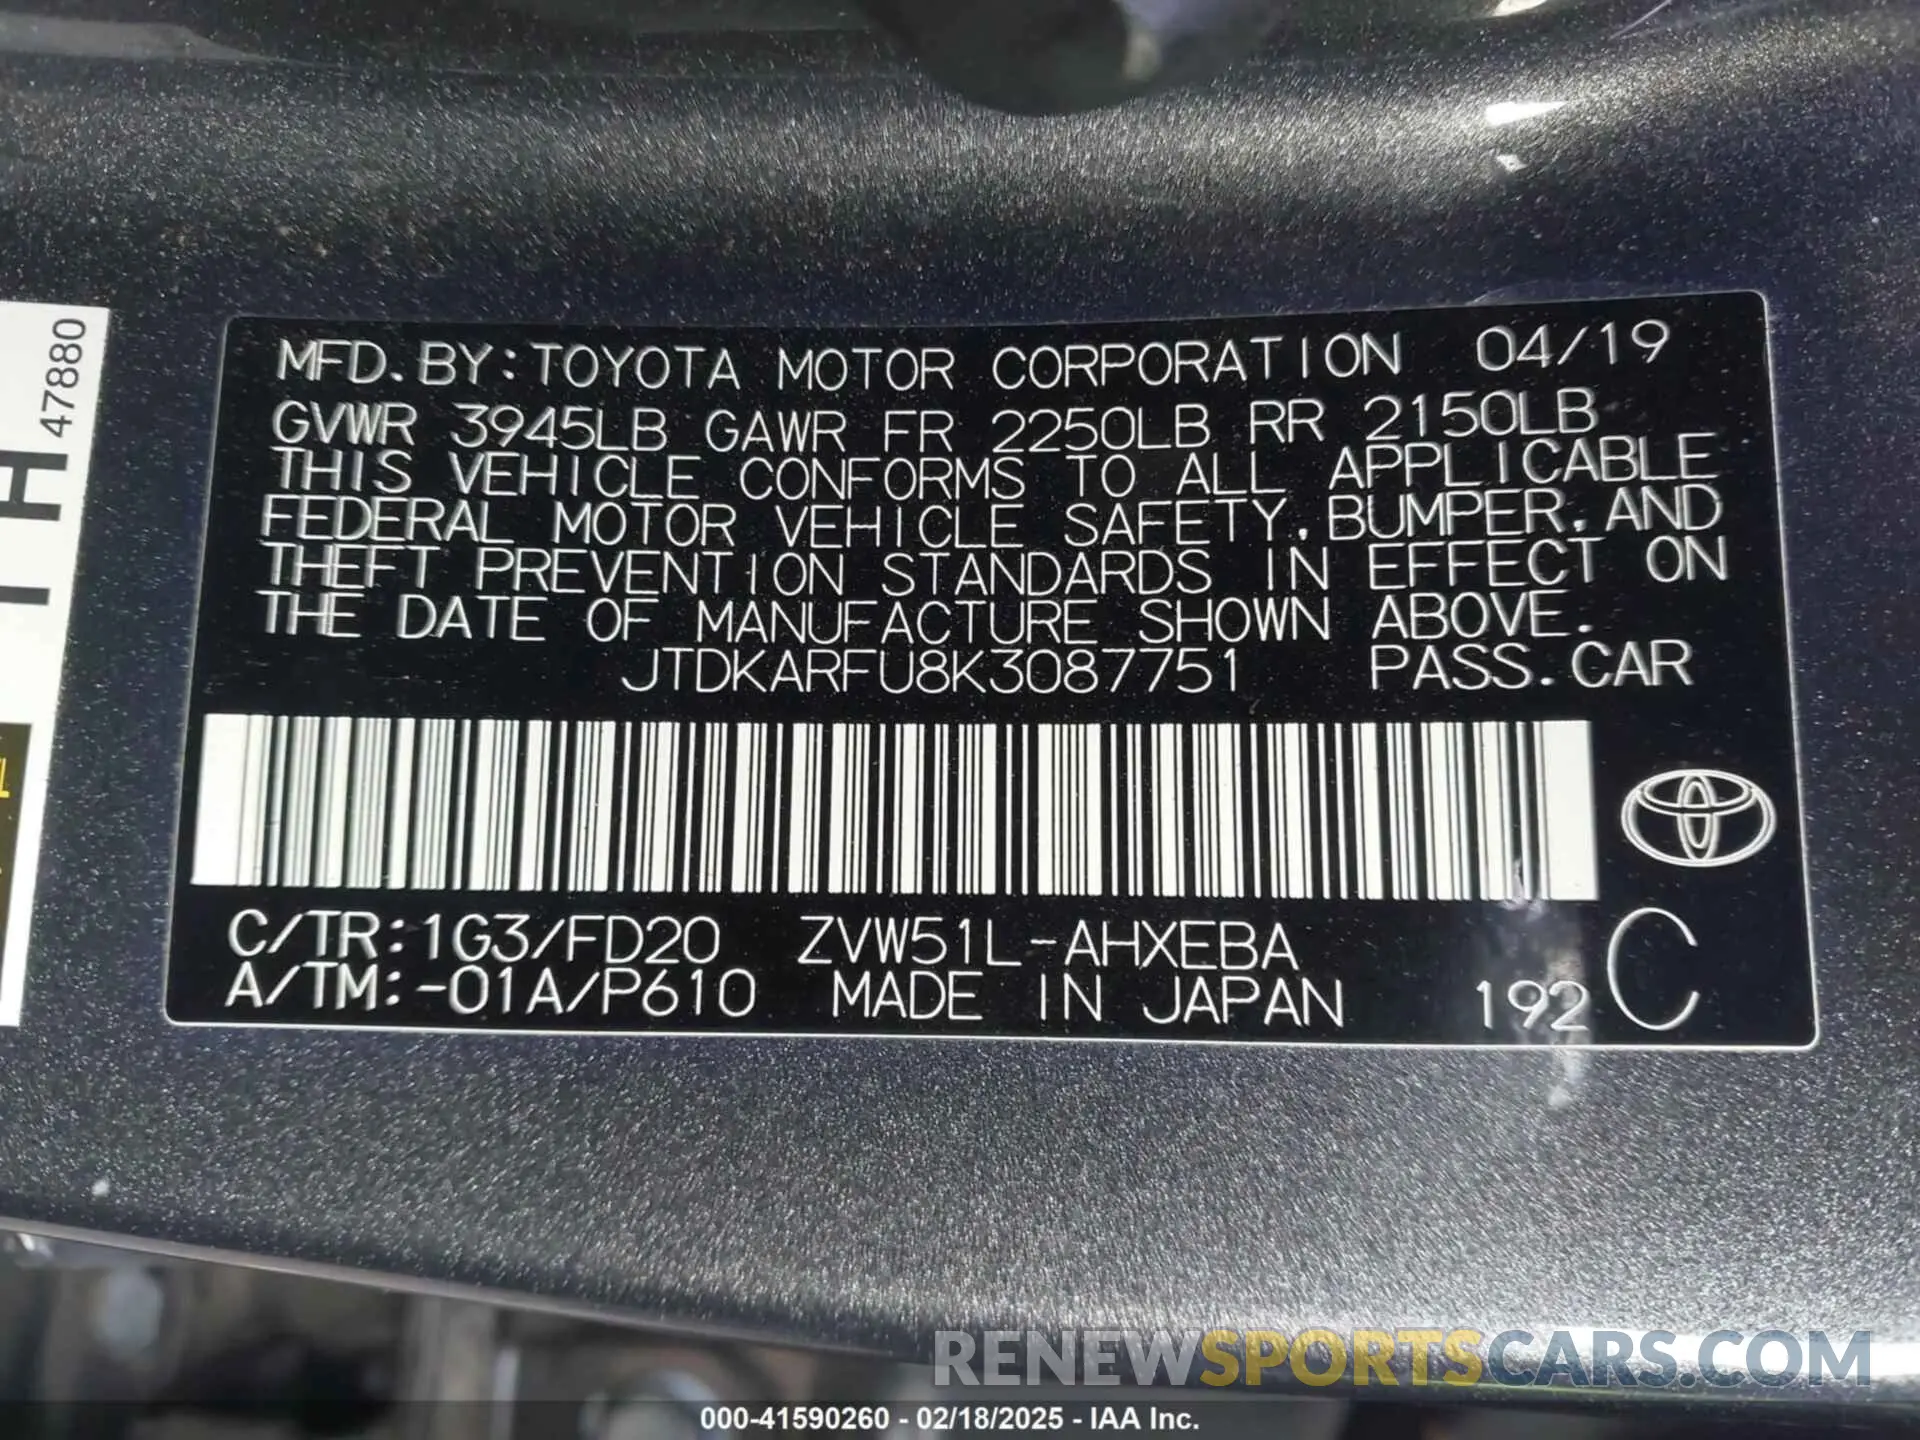 MFD. BY: TOYOTA MOTOR CORPORATION 04/19
GVWR 3945LB GAWR FR 2250LB RR 2150LB
THIS VEHICLE CONFORMS TO ALL APPLICABLE
FEDERAL MOTOR VEHICLE SAFETY, BUMPER, AND
THEFT PREVENTION STANDARDS IN EFFECT ON
THE DATE OF MANUFACTURE SHOWN ABOVE.
JTDKARFU8K3087751 PASS. CAR
C/TR: 1G3/FD20 ZVW51L-AHXEBA
A/TM: -01A/P610 MADE IN JAPAN 192 C
47880
RENEWSPORTSCARS.COM
000-41590260 - 02/18/2025 - IAA Inc.